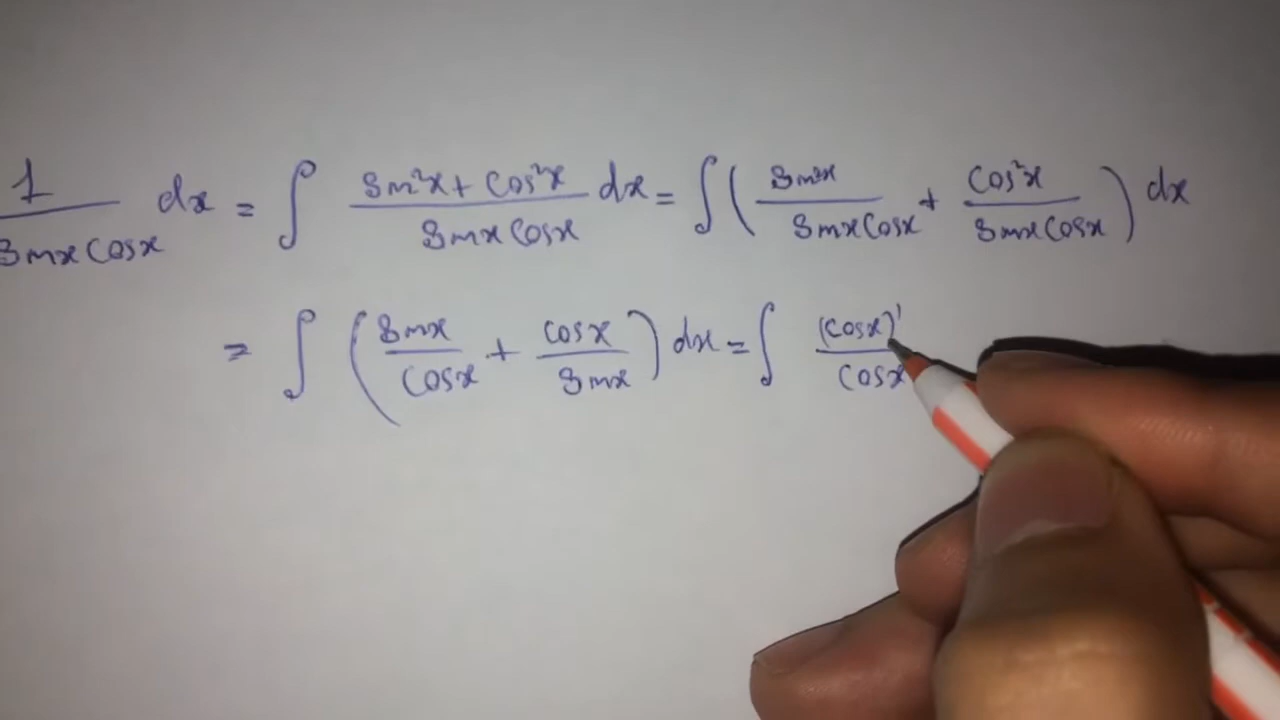 1/(sinx cosx) dx = ∫ (sin²x + cos²x)/(sinx cosx) dx = ∫ ( sin²x/(sinx cosx) + cos²x/(sinx cosx) ) dx
= ∫ ( sinx/cosx + cosx/sinx ) dx = ∫ (cosx)'/cosx